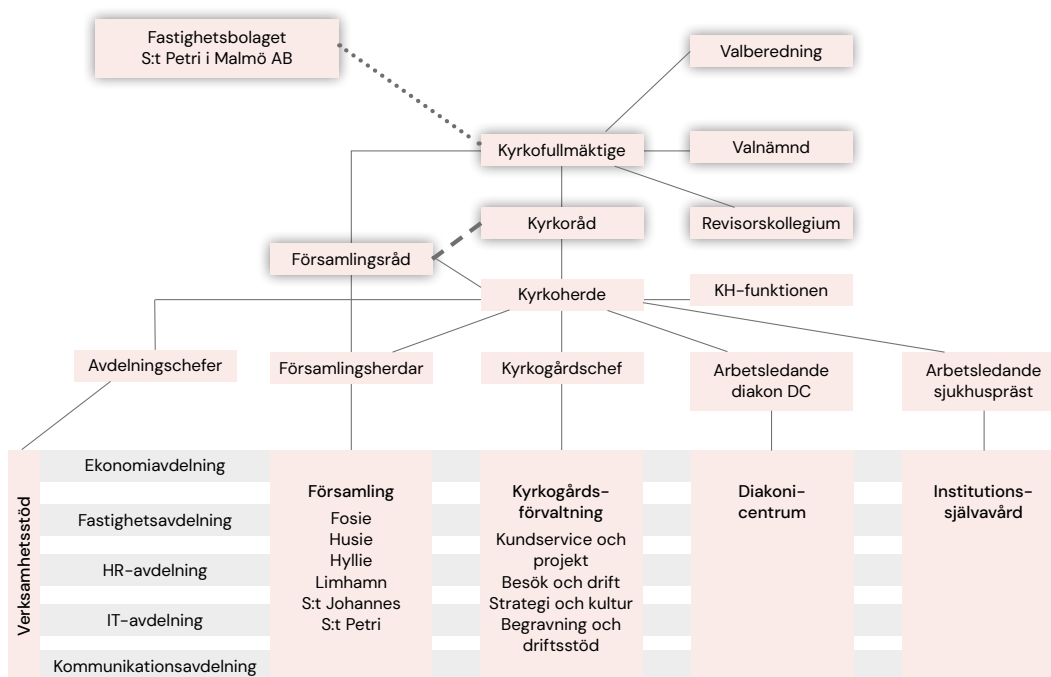 Fastighetsbolaget
S:t Petri i Malmö AB
Valberedning
Kyrkofullmäktige
Valnämnd
Kyrkoråd
Revisorskollegium
Församlingsråd
Kyrkoherde
KH-funktionen
Avdelningschefer
Församlingsherdar
Kyrkogårdschef
Arbetsledande
diakon DC
Arbetsledande
sjukhuspräst
Verksamhetsstöd
Ekonomiavdelning
Fastighetsavdelning
HR-avdelning
IT-avdelning
Kommunikationsavdelning
Församling
Fosie
Husie
Hyllie
Limhamn
S:t Johannes
S:t Petri
Kyrkogårds-
förvaltning
Kundservice och
projekt
Besök och drift
Strategi och kultur
Begravning och
driftsstöd
Diakoni-
centrum
Institutions-
självavård